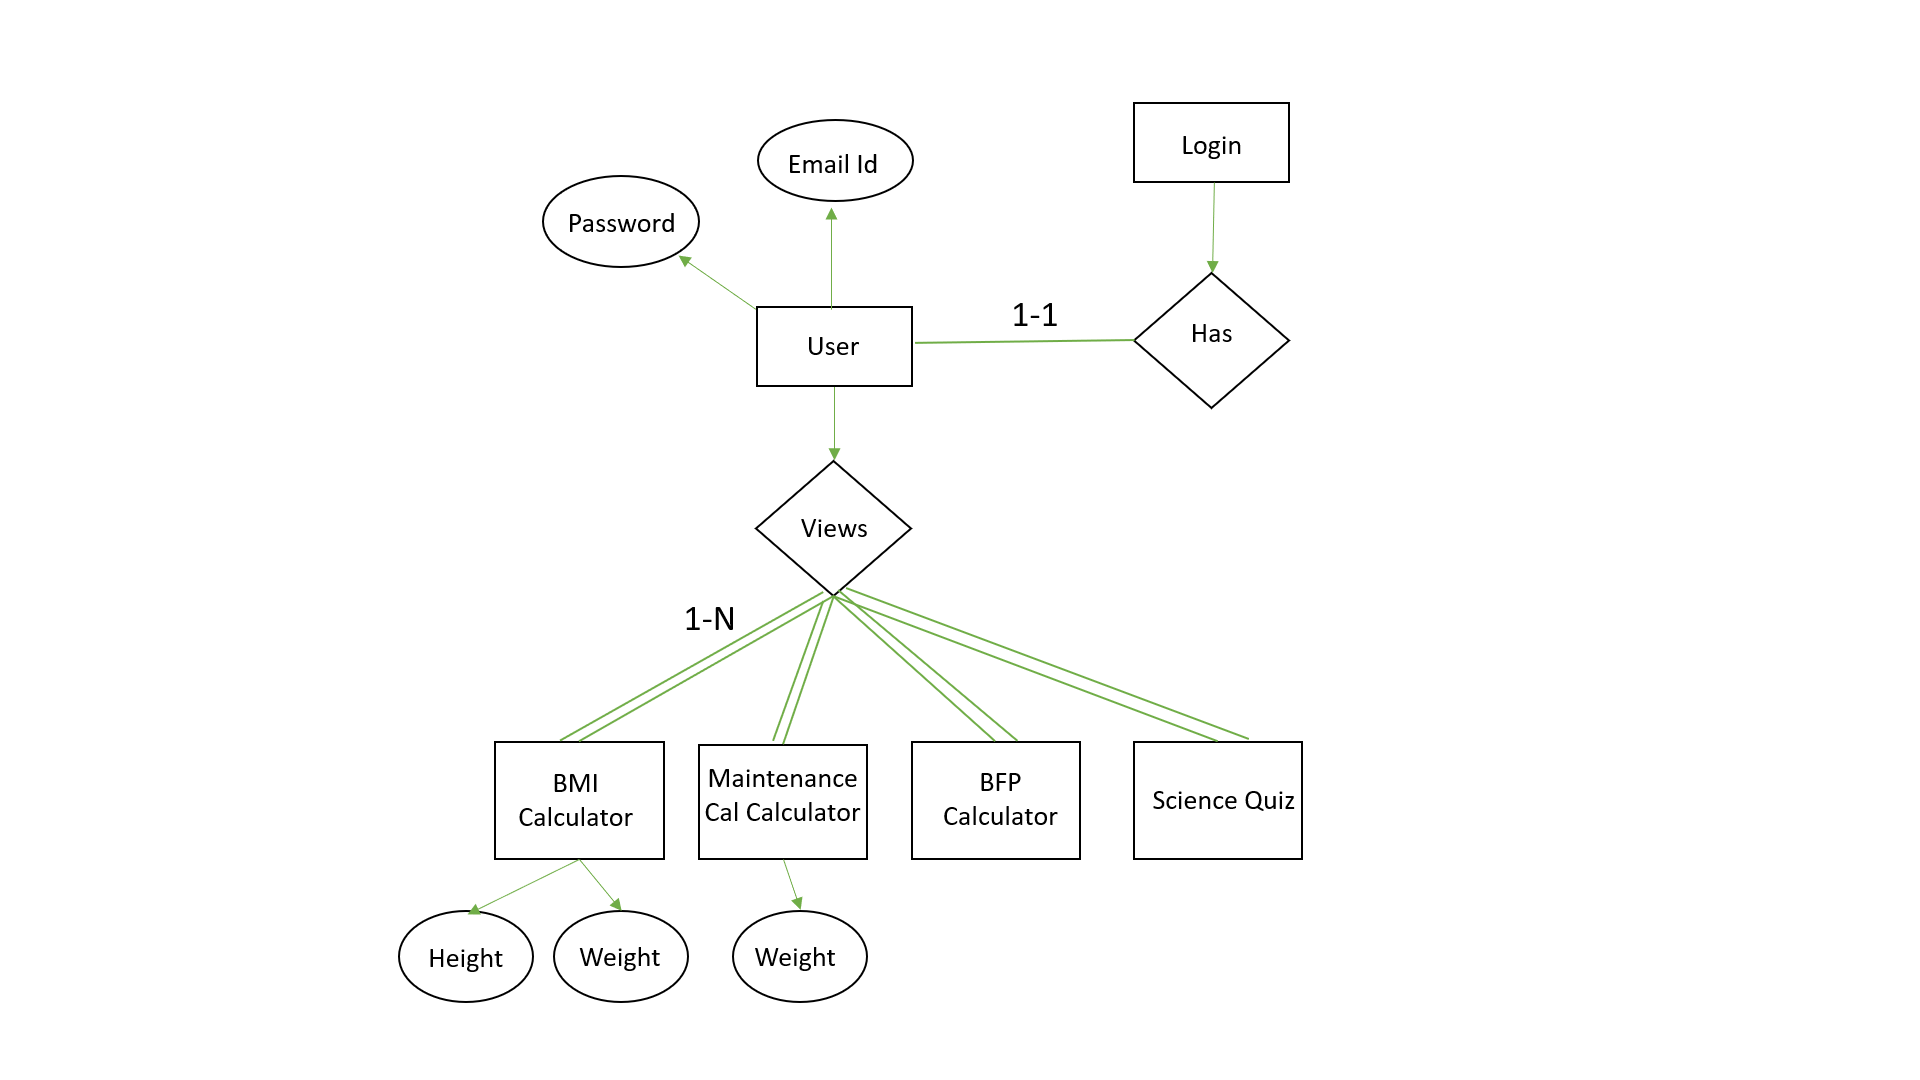 Login
Email Id
Password
1-1
Has
User
Views
1-N
BMI
Calculator
Maintenance
Cal Calculator
BFP
Calculator
Science Quiz
Height
Weight
Weight